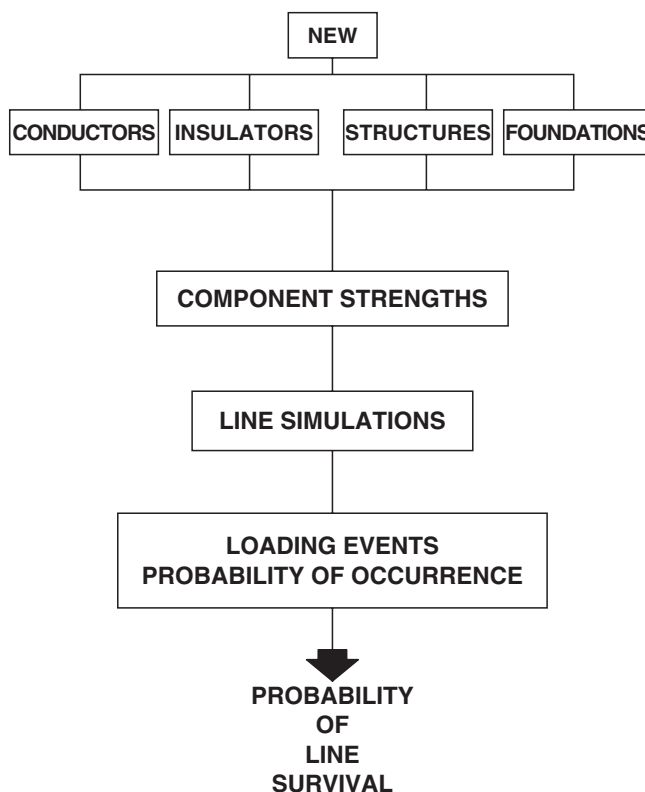 NEW
CONDUCTORS INSULATORS STRUCTURES FOUNDATIONS
COMPONENT STRENGTHS
LINE SIMULATIONS
LOADING EVENTS
PROBABILITY OF OCCURRENCE
PROBABILITY
OF
LINE
SURVIVAL